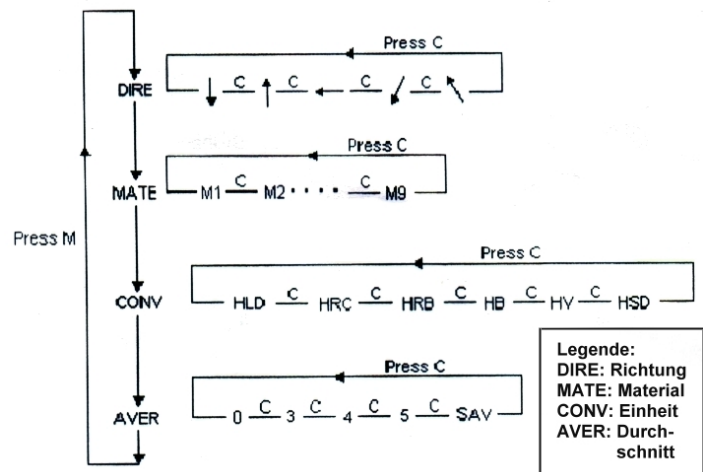 Press C
DIRE ↓ C ↑ C ← C ↙ C ↖
Press C
MATE M1 C M2 ···· C M9
Press M
Press C
CONV HLD C HRC C HRB C HB C HV C HSD
Press C
AVER 0 C 3 C 4 C 5 C SAV
Legende:
DIRE: Richtung
MATE: Material
CONV: Einheit
AVER: Durch-
schnitt